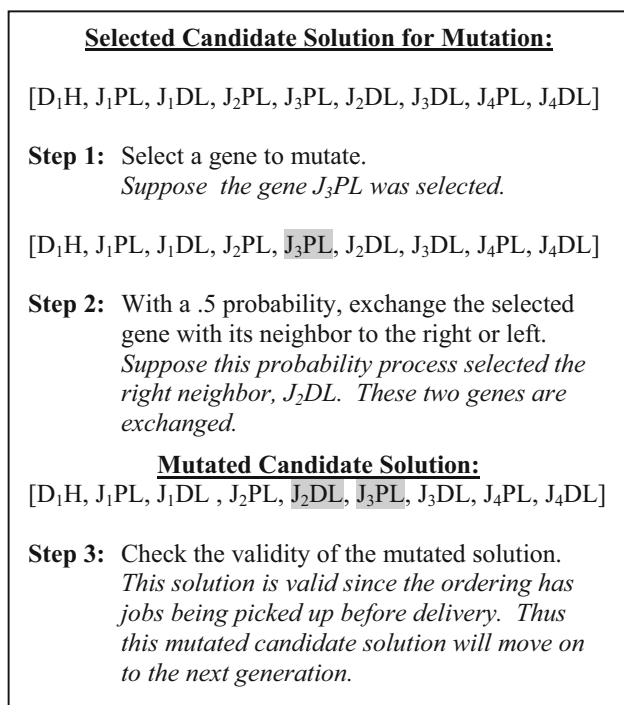 Selected Candidate Solution for Mutation:
[D₁H, J₁PL, J₁DL, J₂PL, J₃PL, J₂DL, J₃DL, J₄PL, J₄DL]
Step 1: Select a gene to mutate.
Suppose the gene J₃PL was selected.
[D₁H, J₁PL, J₁DL, J₂PL, J₃PL, J₂DL, J₃DL, J₄PL, J₄DL]
Step 2: With a .5 probability, exchange the selected
gene with its neighbor to the right or left.
Suppose this probability process selected the
right neighbor, J₂DL. These two genes are
exchanged.
Mutated Candidate Solution:
[D₁H, J₁PL, J₁DL , J₂PL, J₂DL, J₃PL, J₃DL, J₄PL, J₄DL]
Step 3: Check the validity of the mutated solution.
This solution is valid since the ordering has
jobs being picked up before delivery. Thus
this mutated candidate solution will move on
to the next generation.